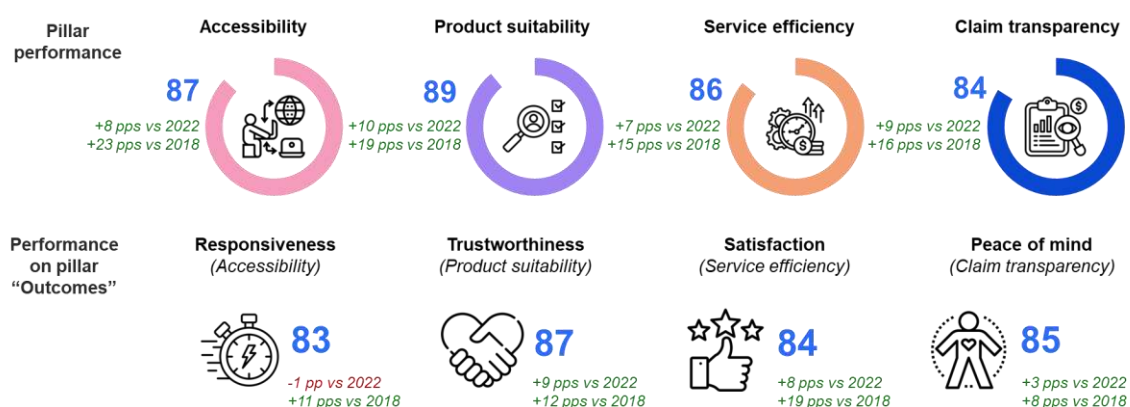 Pillar
performance
Accessibility
Product suitability
Service efficiency
Claim transparency
87
+8 pps vs 2022
+23 pps vs 2018
89
+10 pps vs 2022
+19 pps vs 2018
86
+7 pps vs 2022
+15 pps vs 2018
84
+9 pps vs 2022
+16 pps vs 2018
Performance
on pillar
“Outcomes”
Responsiveness
(Accessibility)
Trustworthiness
(Product suitability)
Satisfaction
(Service efficiency)
Peace of mind
(Claim transparency)
83
-1 pp vs 2022
+11 pps vs 2018
87
+9 pps vs 2022
+12 pps vs 2018
84
+8 pps vs 2022
+19 pps vs 2018
85
+3 pps vs 2022
+8 pps vs 2018